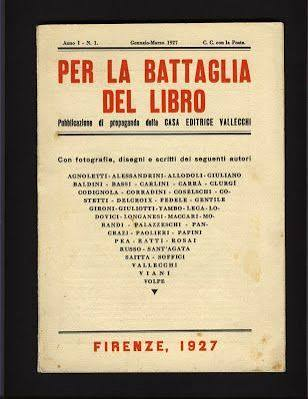 Anno I - N. 1. Gennaio-Marzo 1927 C. C. con la Posta.
PER LA BATTAGLIA
DEL LIBRO
Pubblicazione di propaganda della CASA EDITRICE VALLECCHI
Con fotografie, disegni e scritti dei seguenti autori
AGNOLETTI - ALESSANDRINI - ALLODOLI - GIULIANO
BALDINI - BASSI - CARLINI - CARRÀ - CLURGÌ
CODIGNOLA - CORRADINI - COSELSCHI - CO-
STETTI - DELCROIX - FEDELE - GENTILE
GIRONI - GIULIOTTI - YAMBO - LEGA - LO-
DOVICI - LONGANESI - MACCARI - MO-
RANDI - PALAZZESCHI - PAN-
CRAZI - PAOLIERI - PAPINI
PEA - RATTI - ROSAI
RUSSO - SANT'AGATA
SAITTA - SOFFICI
VALLECCHI
VIANI
VOLPE
FIRENZE, 1927